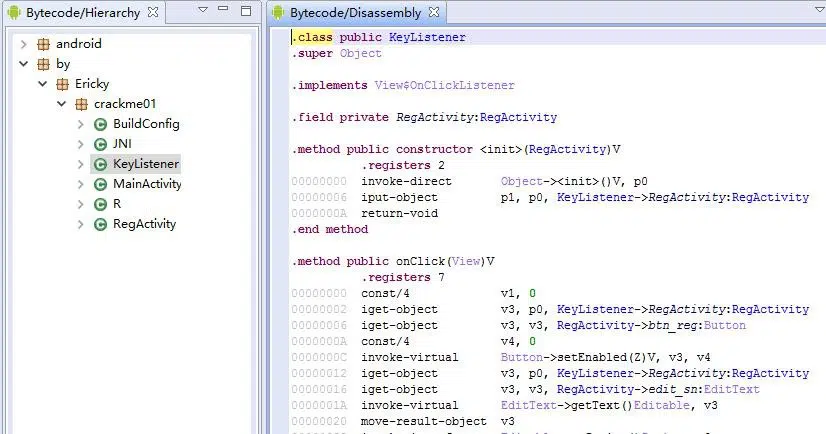 Bytecode/Hierarchy
android
by
Ericky
crackme01
BuildConfig
JNI
KeyListener
MainActivity
R
RegActivity
Bytecode/Disassembly
.class public KeyListener
.super Object
.implements View$OnClickListener
.field private RegActivity:RegActivity
.method public constructor <init>(RegActivity)V
.registers 2
00000000 invoke-direct Object-><init>()V, p0
00000006 iput-object p1, p0, KeyListener->RegActivity:RegActivity
0000000A return-void
.end method
.method public onClick(View)V
.registers 7
00000000 const/4 v1, 0
00000002 iget-object v3, p0, KeyListener->RegActivity:RegActivity
00000006 iget-object v3, v3, RegActivity->btn_reg:Button
0000000A const/4 v4, 0
0000000C invoke-virtual Button->setEnabled(Z)V, v3, v4
00000012 iget-object v3, p0, KeyListener->RegActivity:RegActivity
00000016 iget-object v3, v3, RegActivity->edit_sn:EditText
0000001A invoke-virtual EditText->getText()Editable, v3
00000020 move-result-object v3